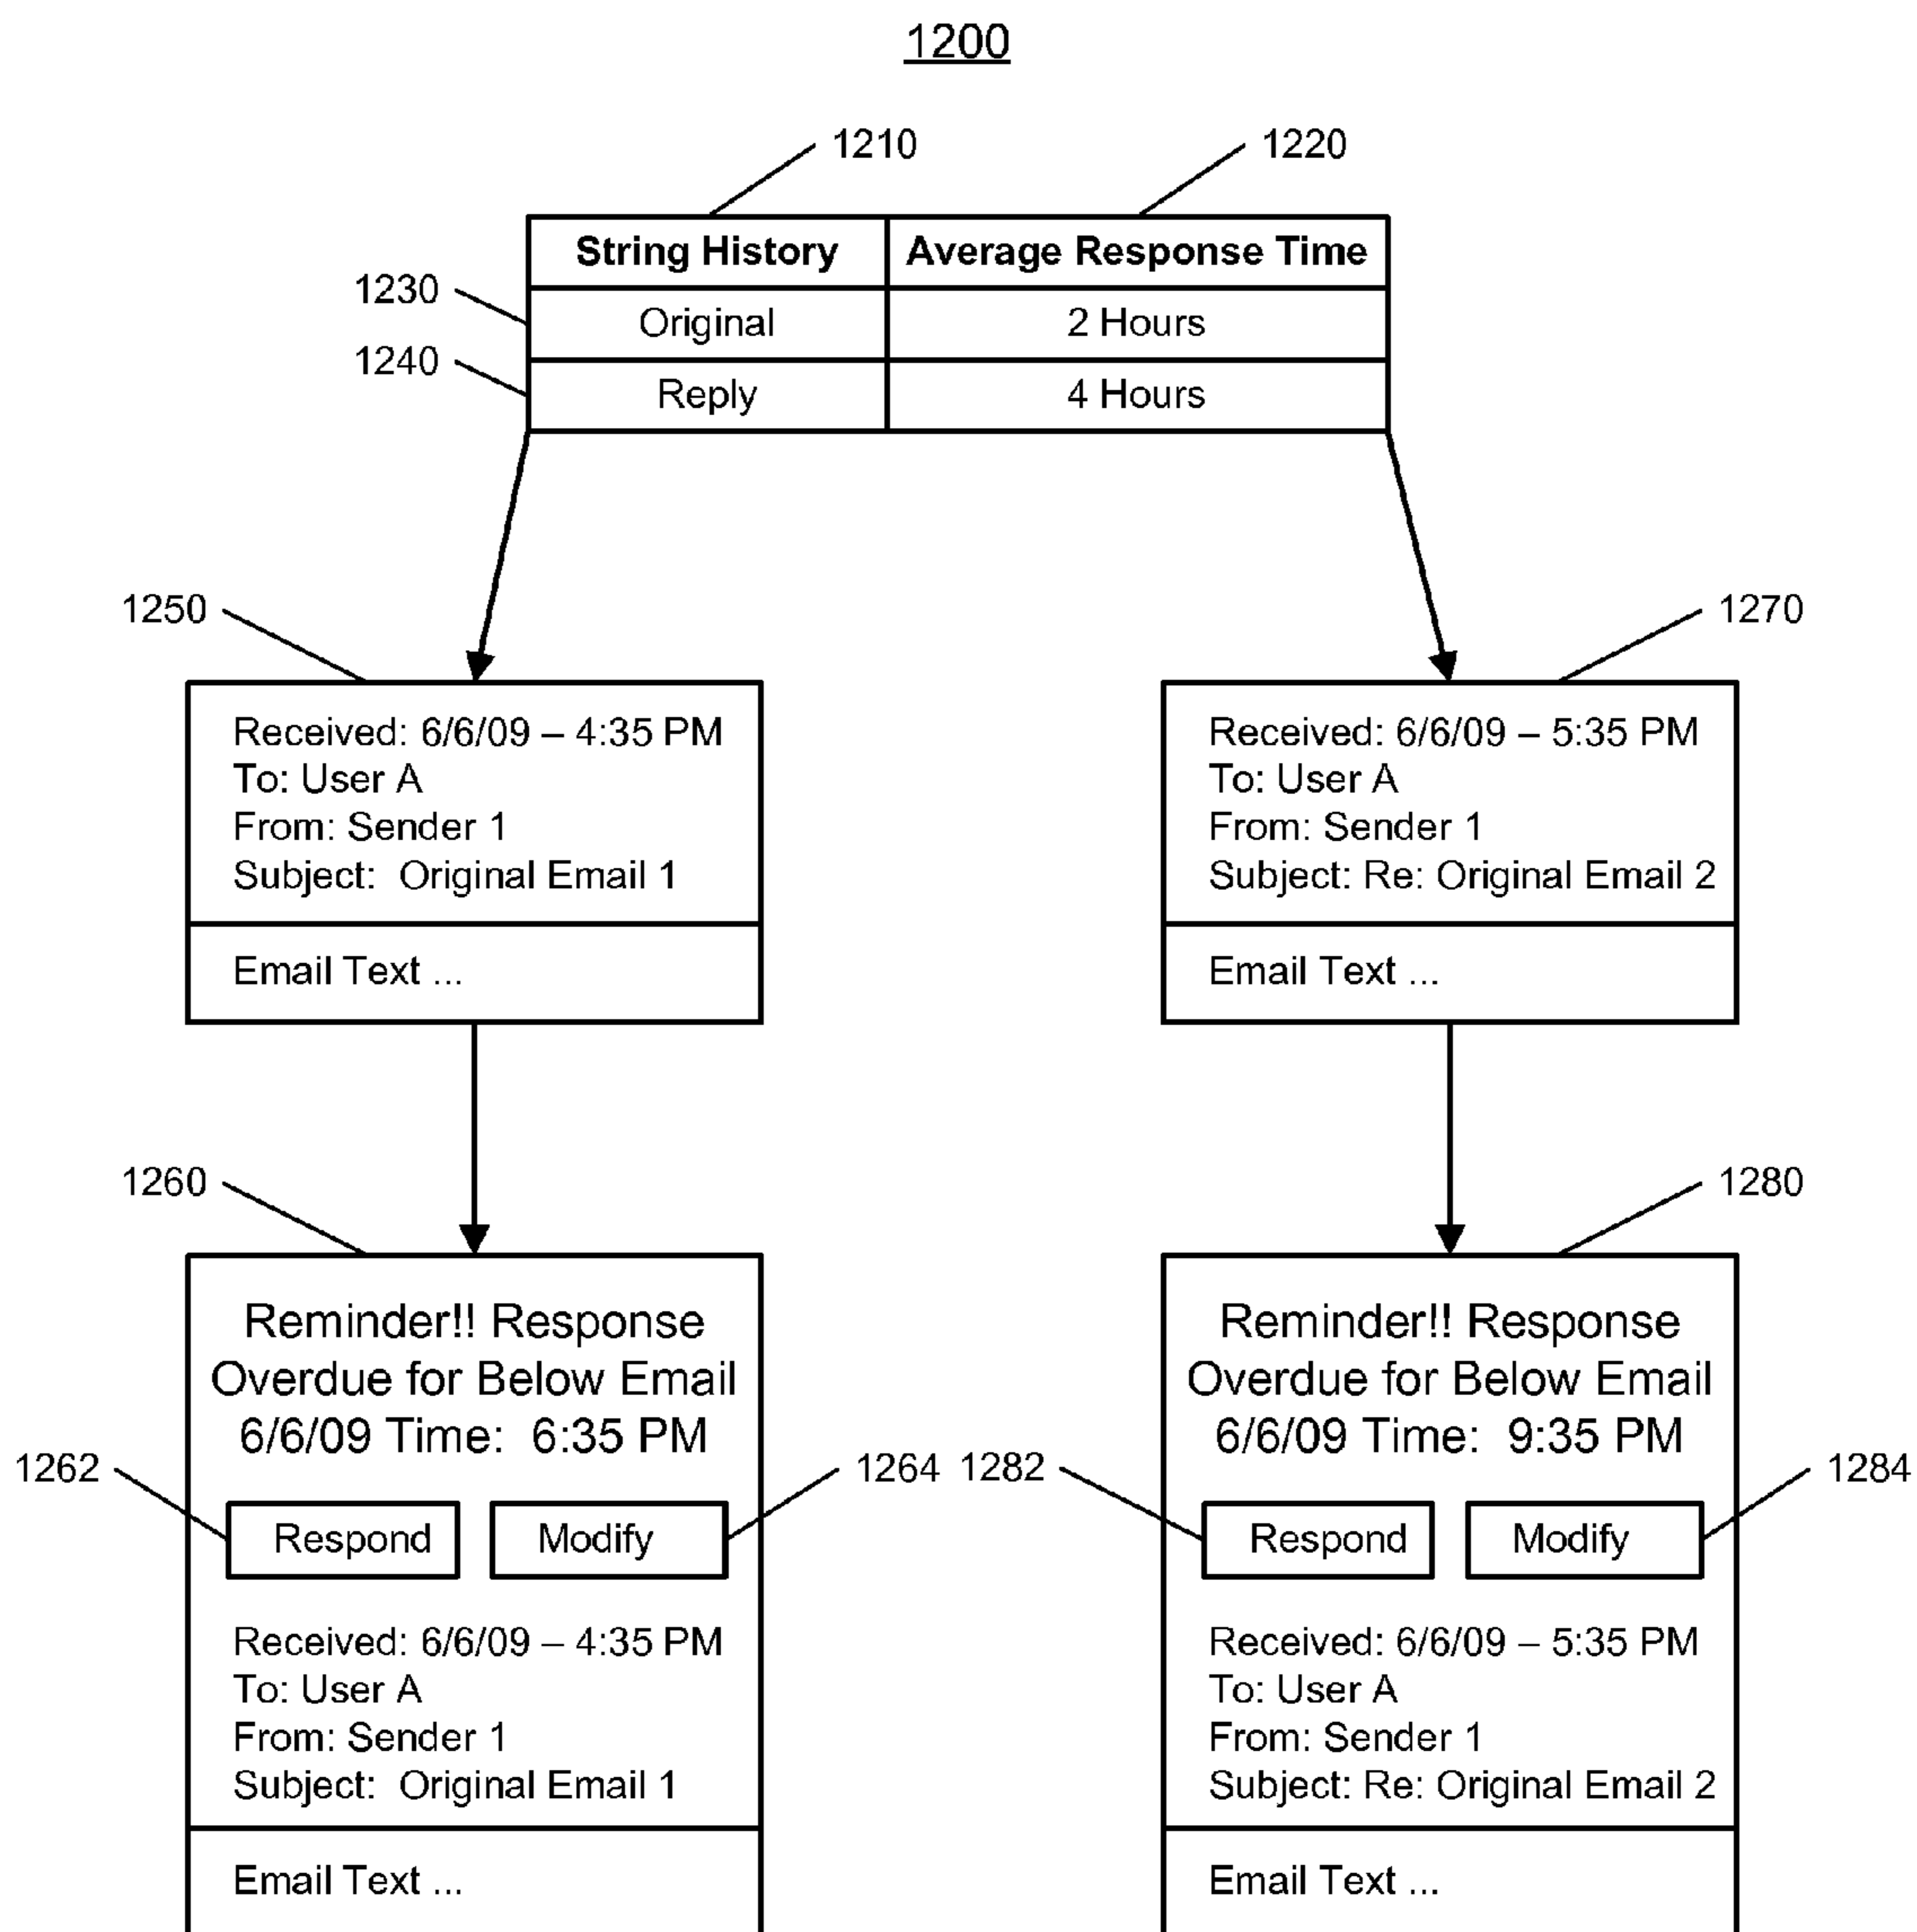 1200
1210
1220
String History
Average Response Time
1230
Original
2 Hours
1240
Reply
4 Hours
1250
Received: 6/6/09 – 4:35 PM
To: User A
From: Sender 1
Subject:  Original Email 1
Email Text ...
1270
Received: 6/6/09 – 5:35 PM
To: User A
From: Sender 1
Subject: Re: Original Email 2
Email Text ...
1260
Reminder!! Response
Overdue for Below Email
6/6/09 Time:  6:35 PM
1262
1264
Respond
Modify
Received: 6/6/09 – 4:35 PM
To: User A
From: Sender 1
Subject:  Original Email 1
Email Text ...
1280
Reminder!! Response
Overdue for Below Email
6/6/09 Time:  9:35 PM
1282
1284
Respond
Modify
Received: 6/6/09 – 5:35 PM
To: User A
From: Sender 1
Subject: Re: Original Email 2
Email Text ...